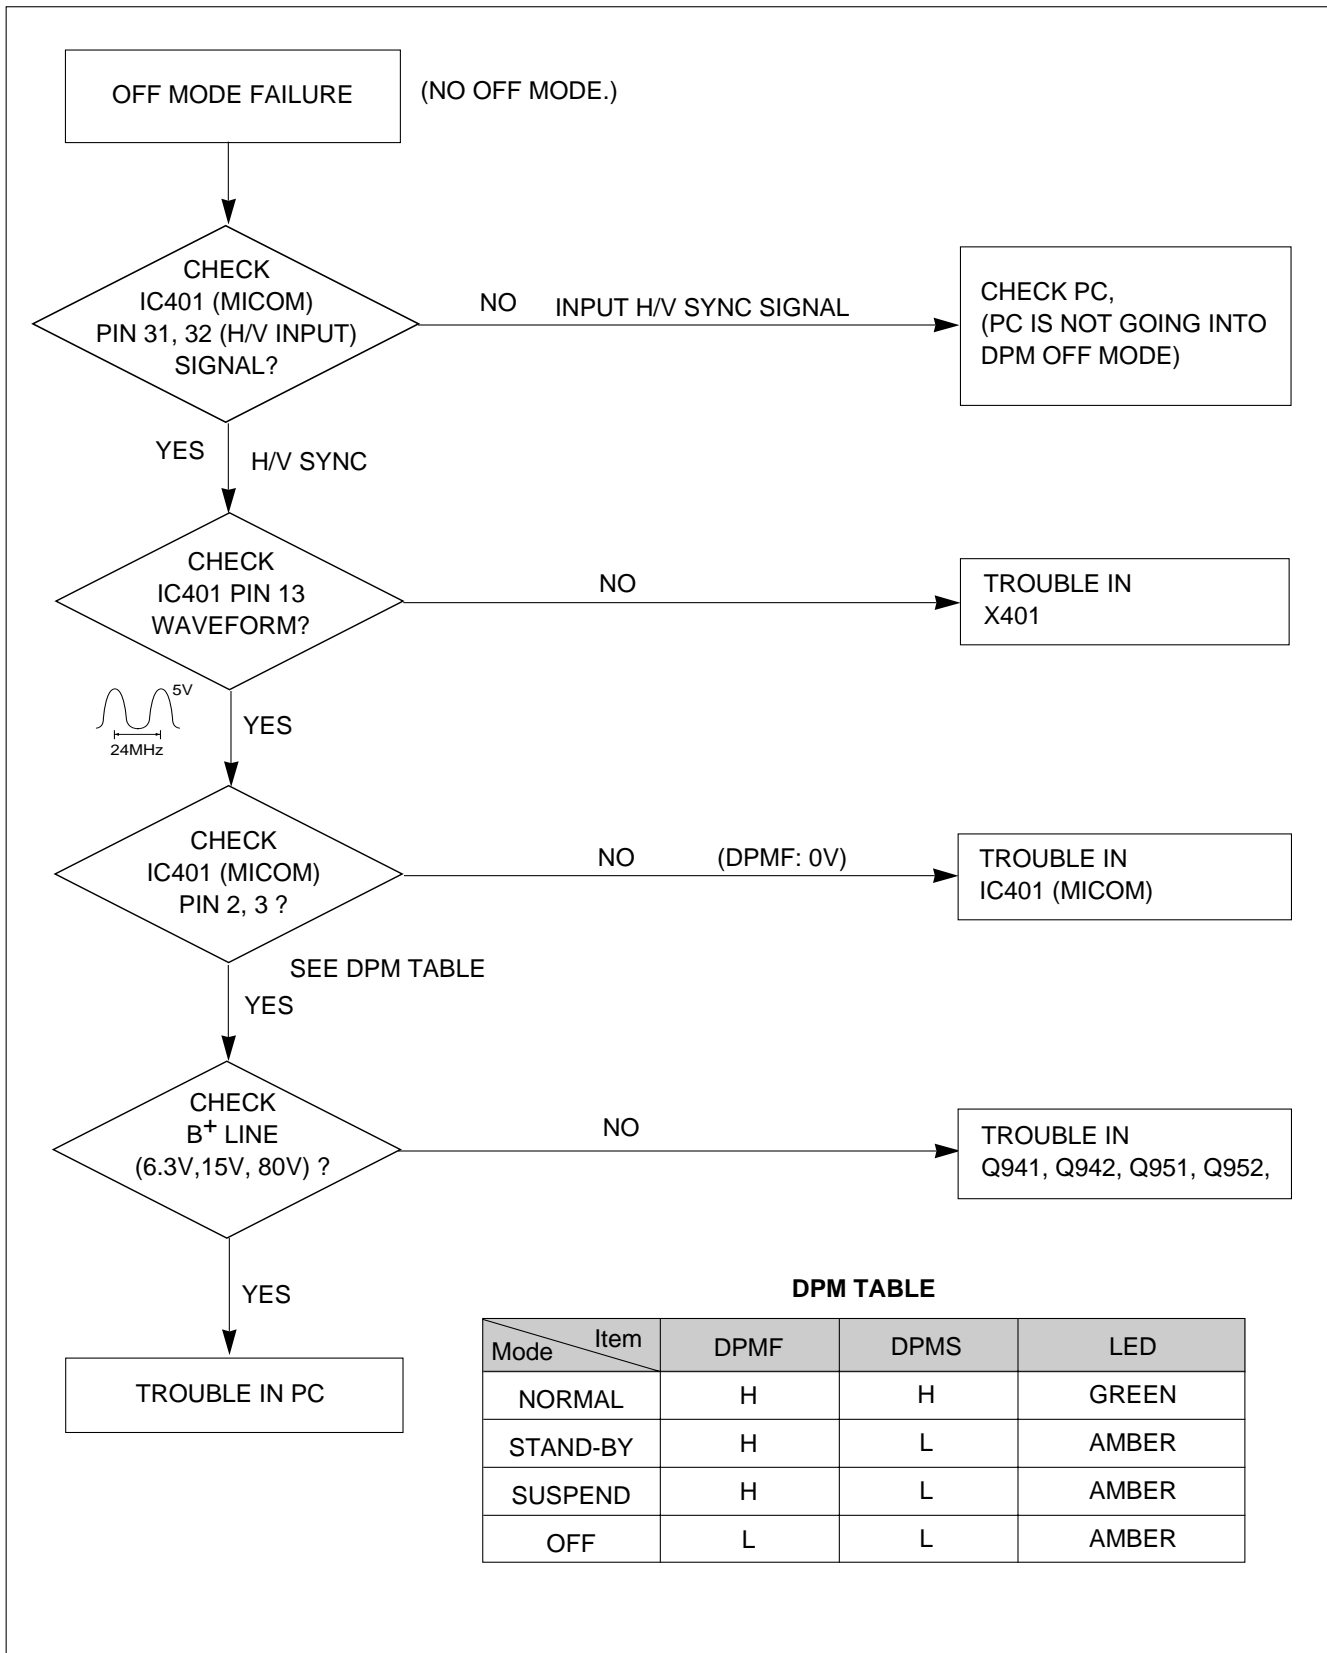 OFF MODE FAILURE
(NO OFF MODE.)
CHECK
IC401 (MICOM)
PIN 31, 32 (H/V INPUT)
SIGNAL?
NO
INPUT H/V SYNC SIGNAL
CHECK PC,
(PC IS NOT GOING INTO
DPM OFF MODE)
YES
H/V SYNC
CHECK
IC401 PIN 13
WAVEFORM?
NO
TROUBLE IN
X401
5V
24MHz
YES
CHECK
IC401 (MICOM)
PIN 2, 3 ?
NO
(DPMF: 0V)
TROUBLE IN
IC401 (MICOM)
SEE DPM TABLE
YES
CHECK
B+ LINE
(6.3V,15V, 80V) ?
NO
TROUBLE IN
Q941, Q942, Q951, Q952,
YES
TROUBLE IN PC
DPM TABLE
Mode Item DPMF DPMS LED
NORMAL H H GREEN
STAND-BY H L AMBER
SUSPEND H L AMBER
OFF L L AMBER